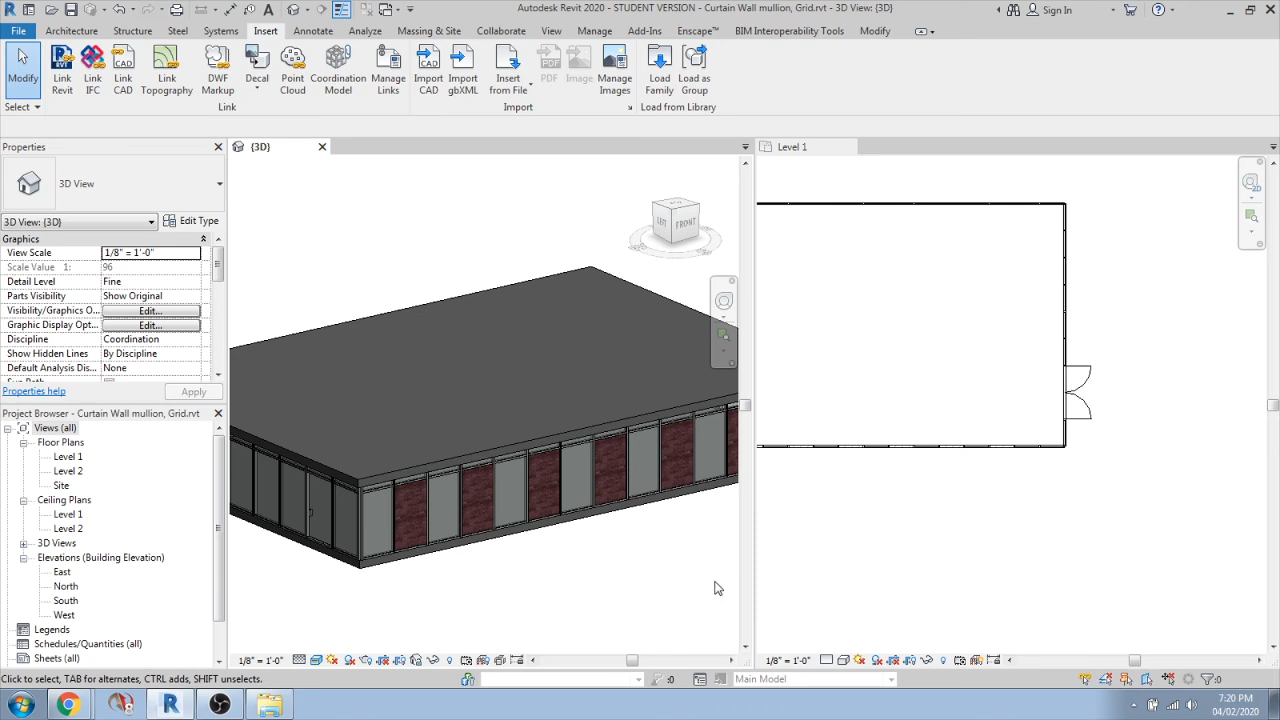 Autodesk Revit 2020 - STUDENT VERSION - Curtain Wall mullion, Grid.rvt - 3D View: {3D}
Sign In
File Architecture Structure Steel Systems Insert Annotate Analyze Massing & Site Collaborate View Manage Add-Ins Enscape™ BIM Interoperability Tools Modify
Modify
Link Revit
Link IFC
Link CAD
Link Topography
DWF Markup
Decal
Point Cloud
Coordination Model
Manage Links
Import CAD
Import gbXML
Insert from File
PDF
Image
Manage Images
Load Family
Load as Group
Select Link Import Load from Library
Properties
{3D}
Level 1
3D View
3D View: {3D}
Edit Type
Graphics
View Scale 1/8" = 1'-0"
Scale Value 1: 96
Detail Level Fine
Parts Visibility Show Original
Visibility/Graphics O... Edit...
Graphic Display Opt... Edit...
Discipline Coordination
Show Hidden Lines By Discipline
Default Analysis Dis... None
Properties help Apply
Project Browser - Curtain Wall mullion, Grid.rvt
Views (all)
Floor Plans
Level 1
Level 2
Site
Ceiling Plans
Level 1
Level 2
3D Views
Elevations (Building Elevation)
East
North
South
West
Legends
Schedules/Quantities (all)
Sheets (all)
FRONT
2D
1/8" = 1'-0"
1/8" = 1'-0"
Click to select, TAB for alternates, CTRL adds, SHIFT unselects.
:0
Main Model
:0
7:20 PM
04/02/2020